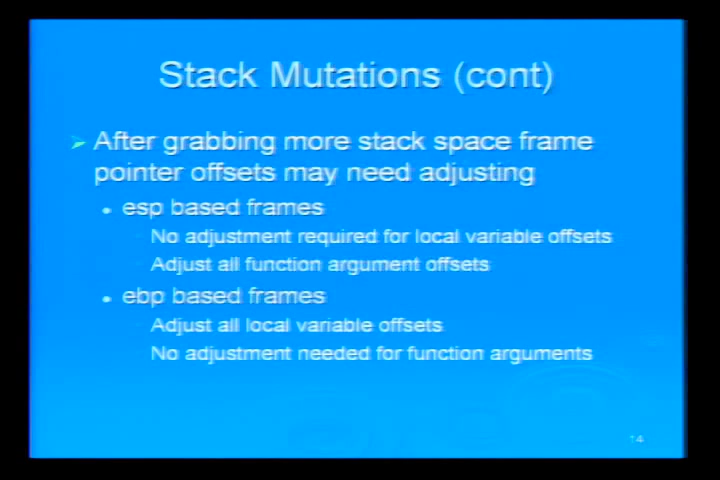 Stack Mutations (cont)
After grabbing more stack space frame
pointer offsets may need adjusting
esp based frames
No adjustment required for local variable offsets
Adjust all function argument offsets
ebp based frames
Adjust all local variable offsets
No adjustment needed for function arguments
14